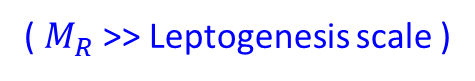 ( M_R >> Leptogenesis scale )